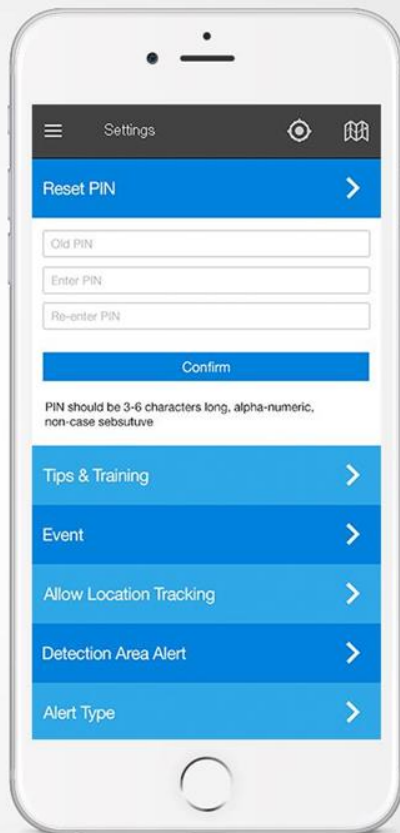 Settings
Reset PIN
Old PIN
Enter PIN
Re-enter PIN
Confirm
PIN should be 3-6 characters long, alpha-numeric,
non-case sebsutuve
Tips & Training
Event
Allow Location Tracking
Detection Area Alert
Alert Type